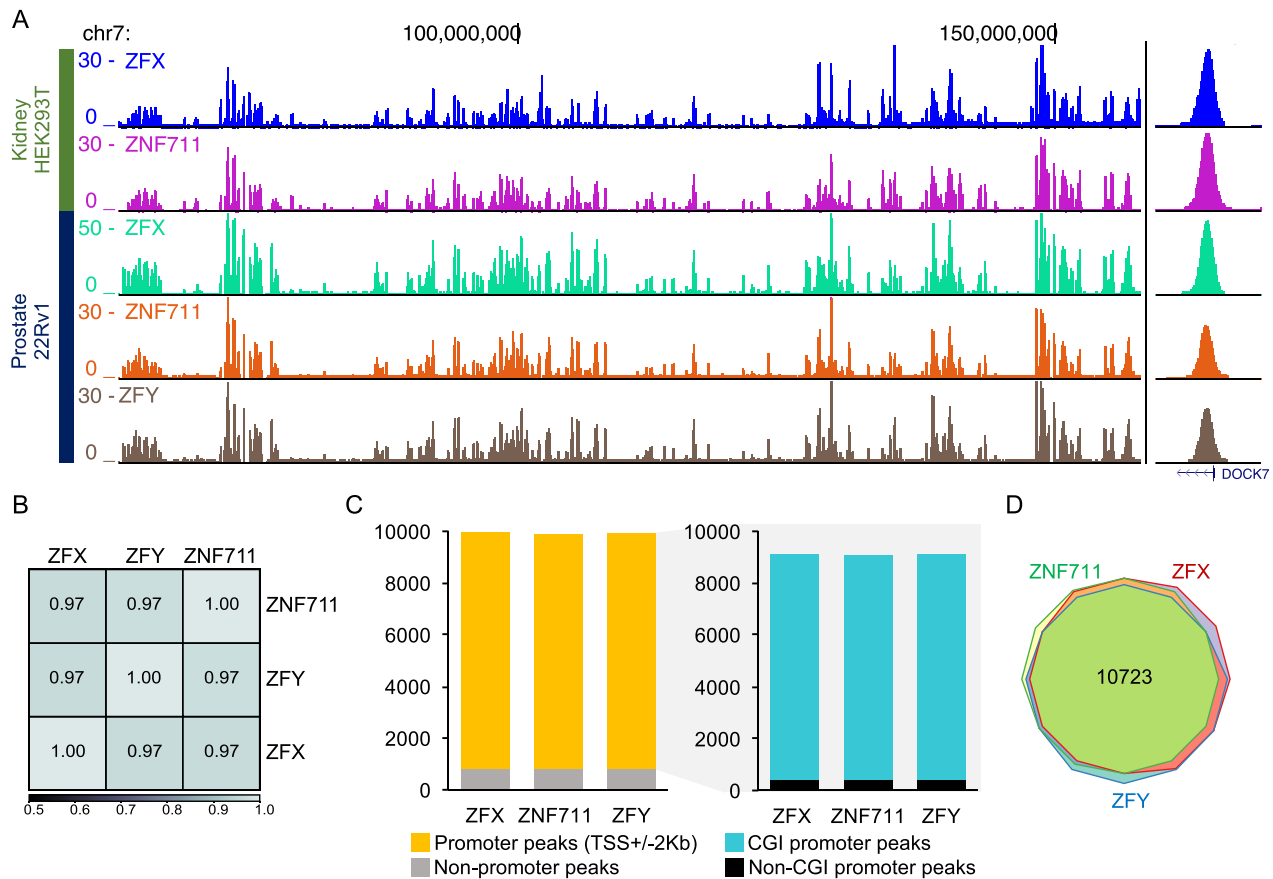 A
chr7: 100,000,000 150,000,000
Kidney
HEK293T
30 - ZFX
0 _
30 - ZNF711
0 _
Prostate
22Rv1
50 - ZFX
0 _
30 - ZNF711
0 _
30 - ZFY
0 _
DOCK7
B
ZFX ZFY ZNF711
0.97 0.97 1.00 ZNF711
0.97 1.00 0.97 ZFY
1.00 0.97 0.97 ZFX
0.5 0.6 0.7 0.8 0.9 1.0
C
10000
8000
6000
4000
2000
0
ZFX ZNF711 ZFY
Promoter peaks (TSS+/-2Kb)
Non-promoter peaks
10000
8000
6000
4000
2000
0
ZFX ZNF711 ZFY
CGI promoter peaks
Non-CGI promoter peaks
D
ZNF711 ZFX
10723
ZFY